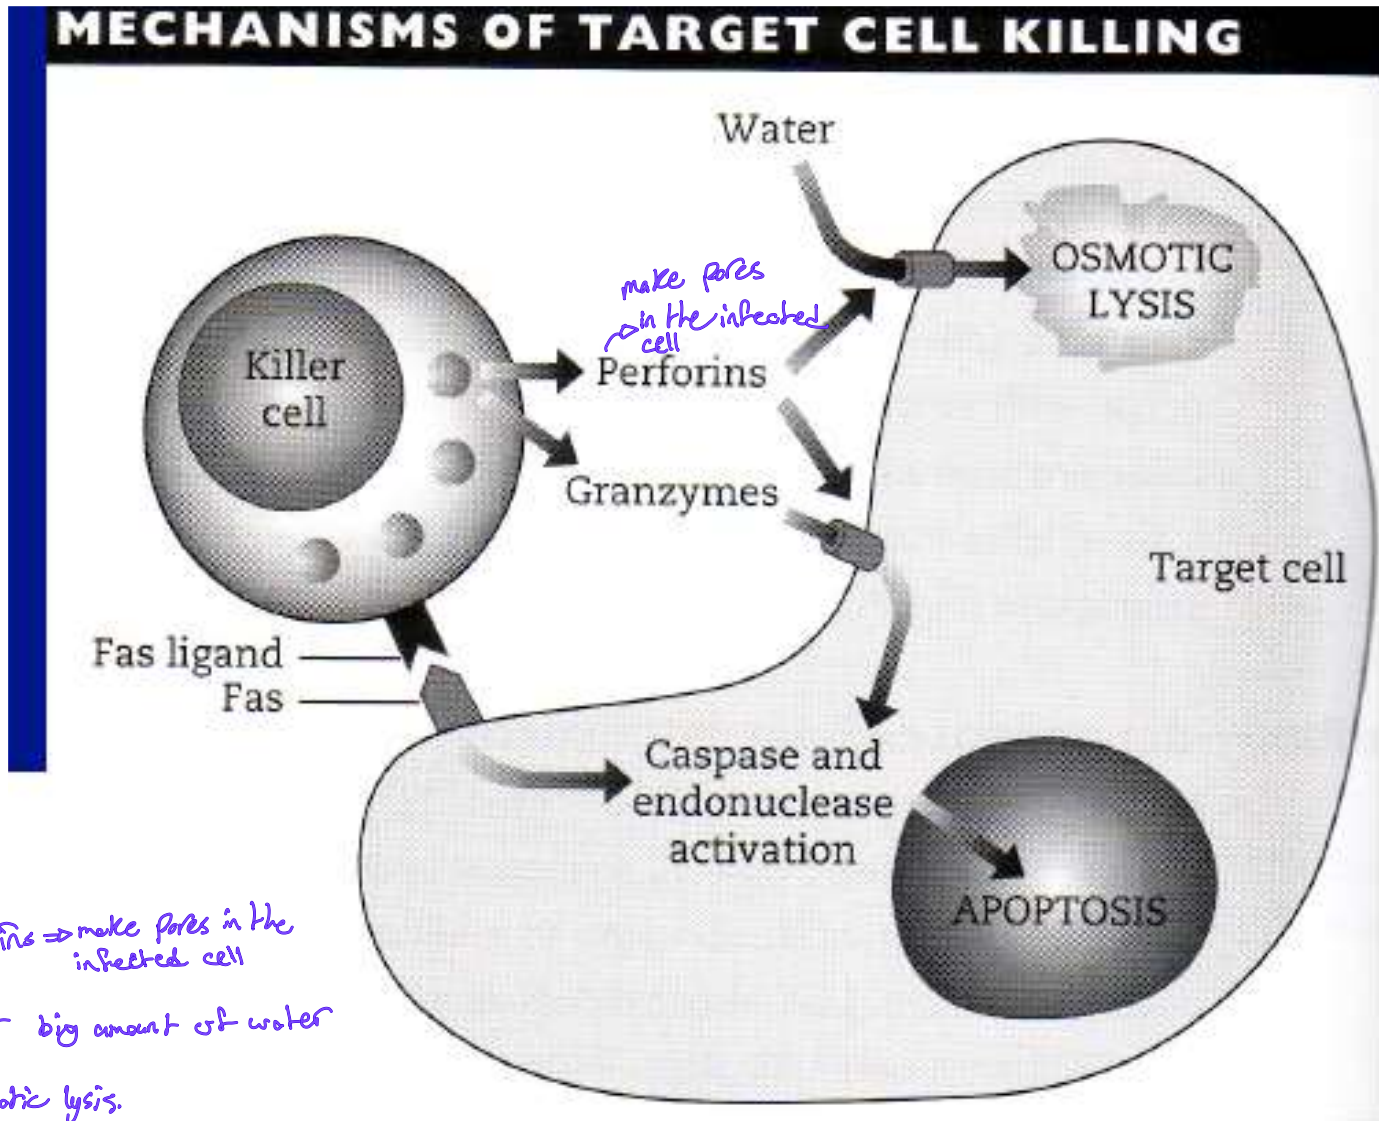 MECHANISMS OF TARGET CELL KILLING
Water
make pores
in the infected
cell
OSMOTIC
LYSIS
Killer
cell
Perforins
Granzymes
Target cell
Fas ligand
Fas
Caspase and
endonuclease
activation
APOPTOSIS
ins ⇒ make pores in the
infected cell
big amount of water
otic lysis.